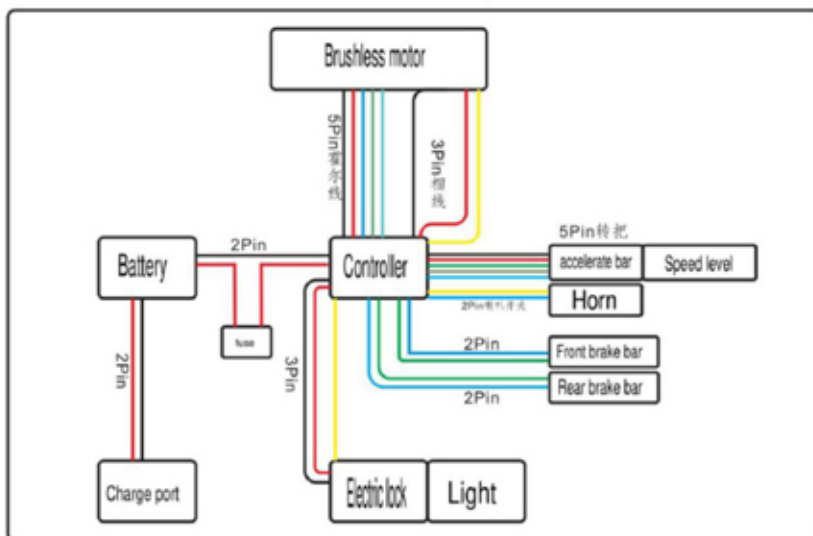 Brushless motor
5Pin霍尔线
3Pin相线
5Pin转把
2Pin
Battery
Controller
accelerate bar
Speed level
Horn
fuse
2Pin
Front brake bar
2Pin
3Pin
Rear brake bar
2Pin
Charge port
Electric lock
Light